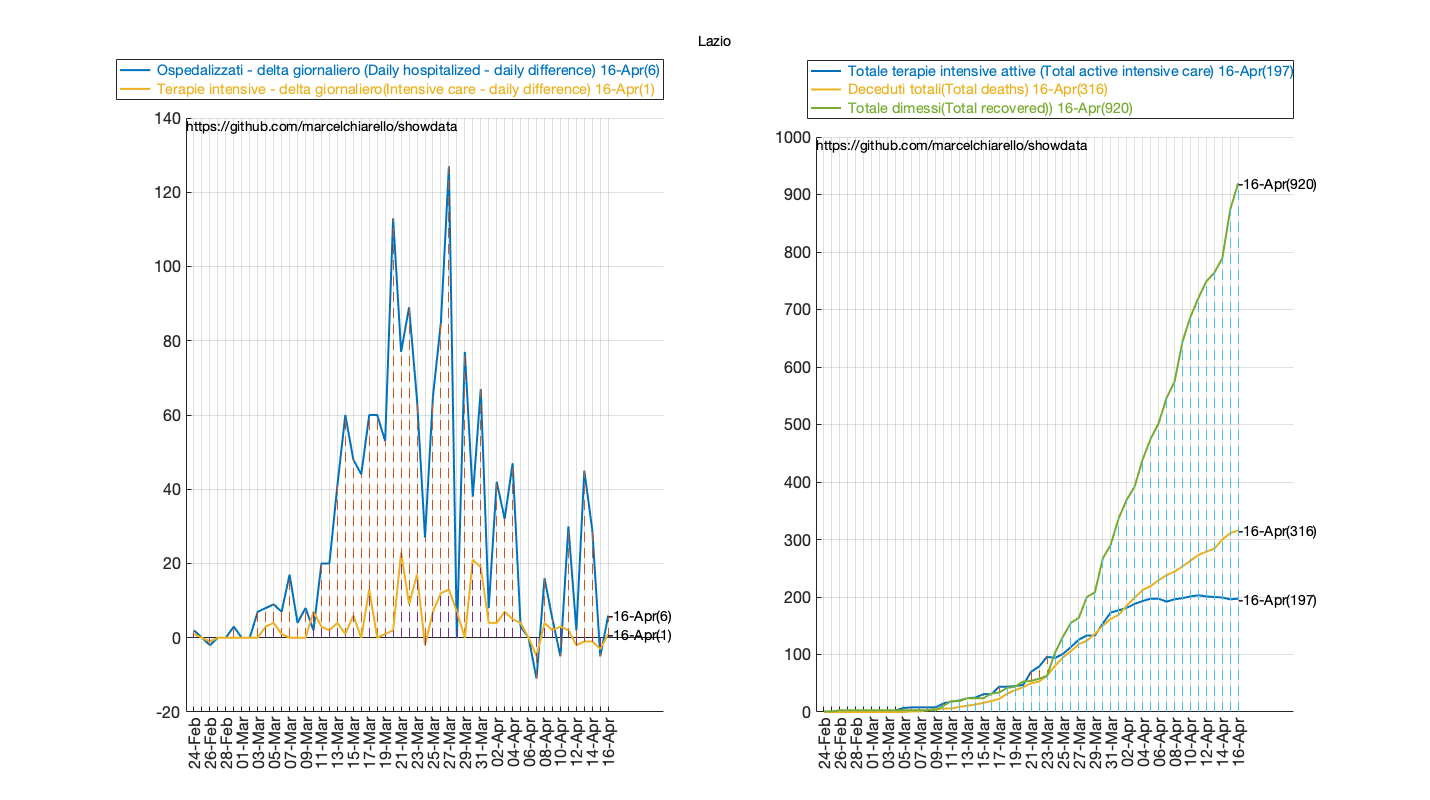 Lazio
Ospedalizzati - delta giornaliero (Daily hospitalized - daily difference) 16-Apr(6)
Terapie intensive - delta giornaliero(Intensive care - daily difference) 16-Apr(1)
140
https://github.com/marcelchiarello/showdata
120
100
80
60
40
20
0
-20
16-Apr(6)
16-Apr(1)
24-Feb
26-Feb
28-Feb
01-Mar
03-Mar
05-Mar
07-Mar
09-Mar
11-Mar
13-Mar
15-Mar
17-Mar
19-Mar
21-Mar
23-Mar
25-Mar
27-Mar
29-Mar
31-Mar
02-Apr
04-Apr
06-Apr
08-Apr
10-Apr
12-Apr
14-Apr
16-Apr
Totale terapie intensive attive (Total active intensive care) 16-Apr(197)
Deceduti totali(Total deaths) 16-Apr(316)
Totale dimessi(Total recovered)) 16-Apr(920)
1000
https://github.com/marcelchiarello/showdata
900
800
700
600
500
400
300
200
100
0
16-Apr(920)
16-Apr(316)
16-Apr(197)
24-Feb
26-Feb
28-Feb
01-Mar
03-Mar
05-Mar
07-Mar
09-Mar
11-Mar
13-Mar
15-Mar
17-Mar
19-Mar
21-Mar
23-Mar
25-Mar
27-Mar
29-Mar
31-Mar
02-Apr
04-Apr
06-Apr
08-Apr
10-Apr
12-Apr
14-Apr
16-Apr